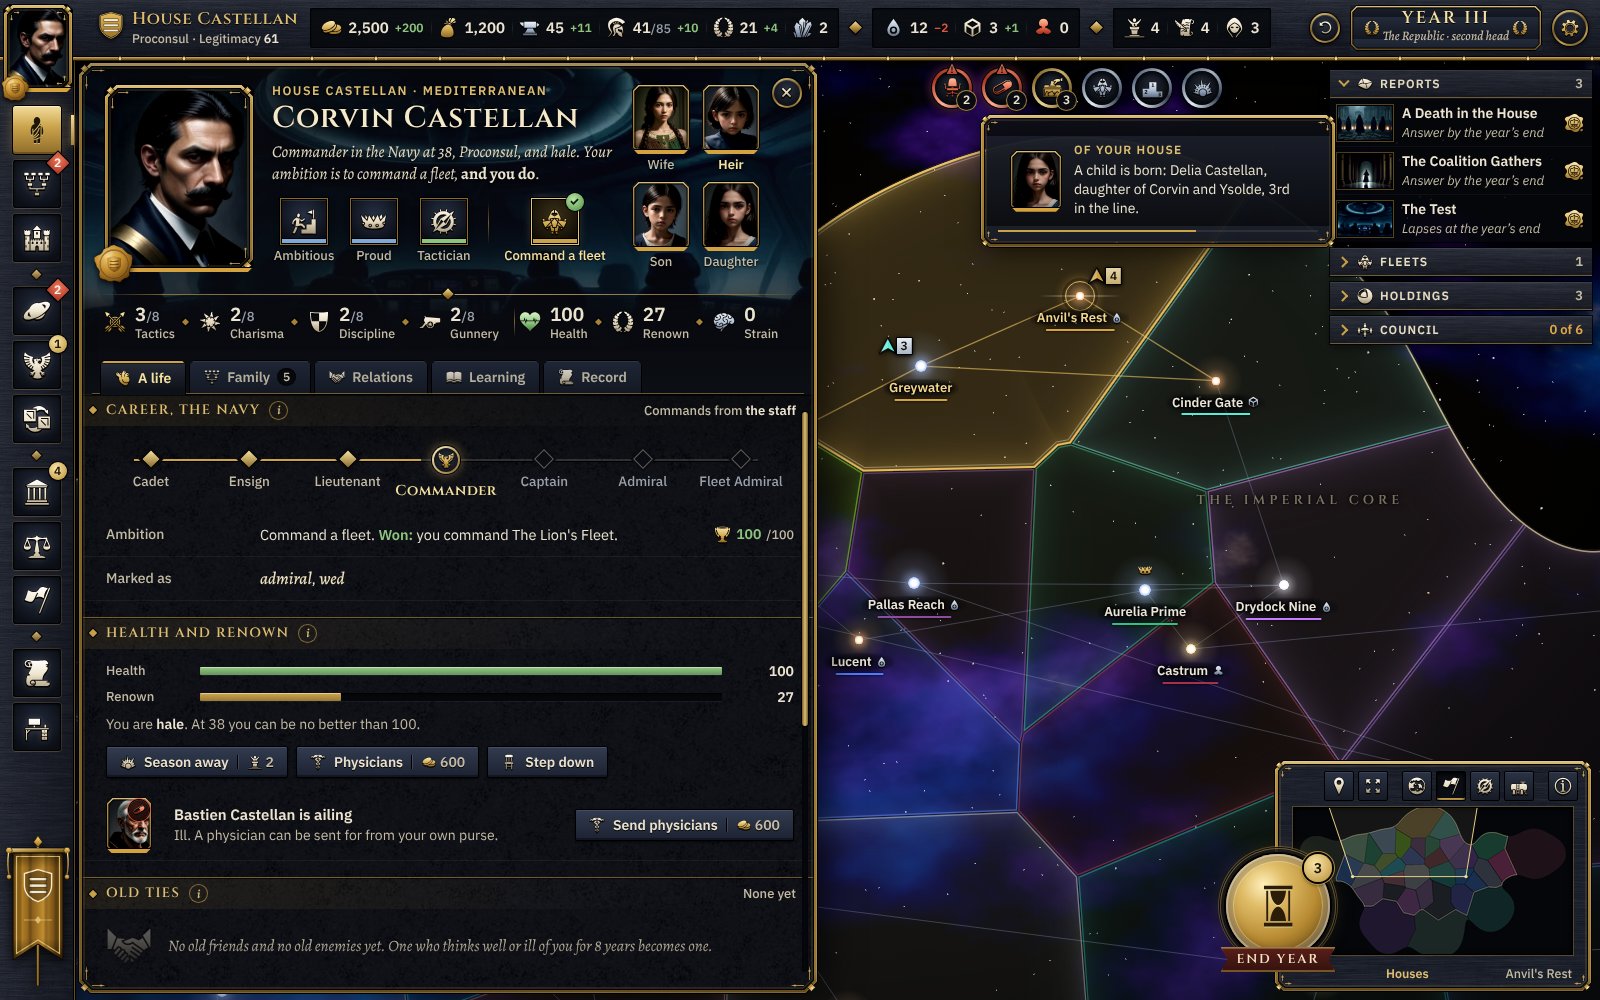 HOUSE CASTELLAN
Proconsul · Legitimacy 61
2,500 +200
1,200
45 +11
41/85 +10
21 +4
2
12 −2
3 +1
0
4
4
3
YEAR III
The Republic · second head
2
2
1
4
HOUSE CASTELLAN · MEDITERRANEAN
CORVIN CASTELLAN
Commander in the Navy at 38, Proconsul, and hale. Your
ambition is to command a fleet, and you do.
Ambitious
Proud
Tactician
Command a fleet
Wife
Heir
Son
Daughter
3/8
Tactics
2/8
Charisma
2/8
Discipline
2/8
Gunnery
100
Health
27
Renown
0
Strain
A life
Family 5
Relations
Learning
Record
CAREER, THE NAVY i
Commands from the staff
Cadet
Ensign
Lieutenant
COMMANDER
Captain
Admiral
Fleet Admiral
Ambition
Command a fleet. Won: you command The Lion's Fleet.
100 /100
Marked as
admiral, wed
HEALTH AND RENOWN i
Health
100
Renown
27
You are hale. At 38 you can be no better than 100.
Season away 2
Physicians 600
Step down
Bastien Castellan is ailing
Ill. A physician can be sent for from your own purse.
Send physicians 600
OLD TIES i
None yet
No old friends and no old enemies yet. One who thinks well or ill of you for 8 years becomes one.
2
2
3
OF YOUR HOUSE
A child is born: Delia Castellan,
daughter of Corvin and Ysolde, 3rd
in the line.
REPORTS 3
A Death in the House
Answer by the year's end
The Coalition Gathers
Answer by the year's end
The Test
Lapses at the year's end
FLEETS 1
HOLDINGS 3
COUNCIL 0 of 6
4
Anvil's Rest
3
Greywater
Cinder Gate
THE IMPERIAL CORE
Pallas Reach
Aurelia Prime
Drydock Nine
Lucent
Castrum
3
END YEAR
Houses
Anvil's Rest